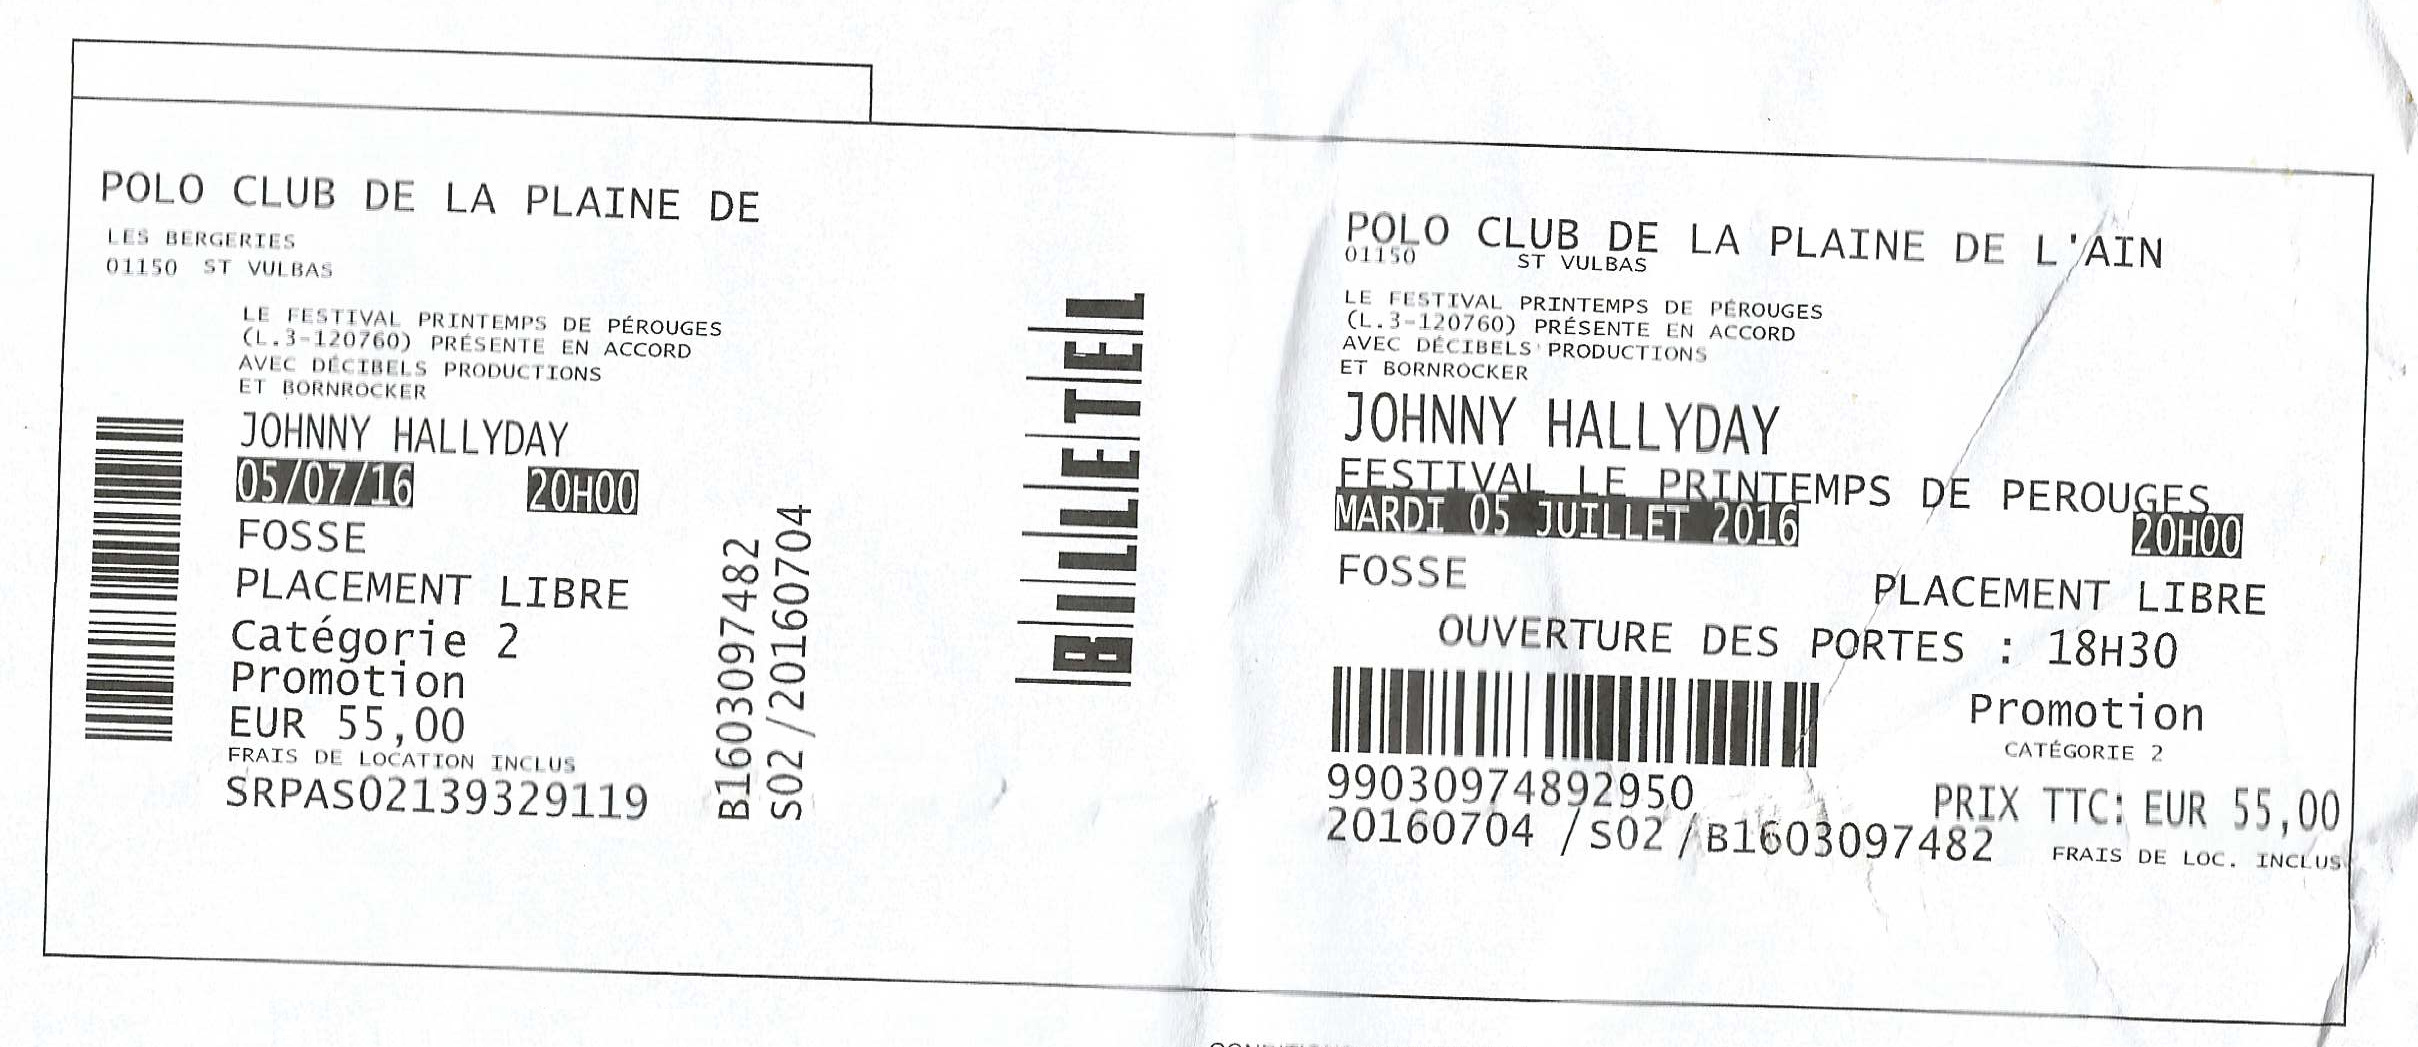 POLO CLUB DE LA PLAINE DE
LES BERGERIES
01150 ST VULBAS
LE FESTIVAL PRINTEMPS DE PÉROUGES
(L.3-120760) PRÉSENTE EN ACCORD
AVEC DÉCIBELS PRODUCTIONS
ET BORNROCKER
JOHNNY HALLYDAY
05/07/16 20H00
FOSSE
PLACEMENT LIBRE
Catégorie 2
Promotion
EUR 55,00
FRAIS DE LOCATION INCLUS
SRPAS02139329119
B1603097482
S02/20160704
BILLETEL
POLO CLUB DE LA PLAINE DE L'AIN
01150 ST VULBAS
LE FESTIVAL PRINTEMPS DE PÉROUGES
(L.3-120760) PRÉSENTE EN ACCORD
AVEC DÉCIBELS PRODUCTIONS
ET BORNROCKER
JOHNNY HALLYDAY
FESTIVAL LE PRINTEMPS DE PEROUGES
MARDI 05 JUILLET 2016 20H00
FOSSE PLACEMENT LIBRE
OUVERTURE DES PORTES : 18H30
Promotion
CATÉGORIE 2
99030974892950
PRIX TTC: EUR 55,00
20160704 /S02/B1603097482
FRAIS DE LOC. INCLUS